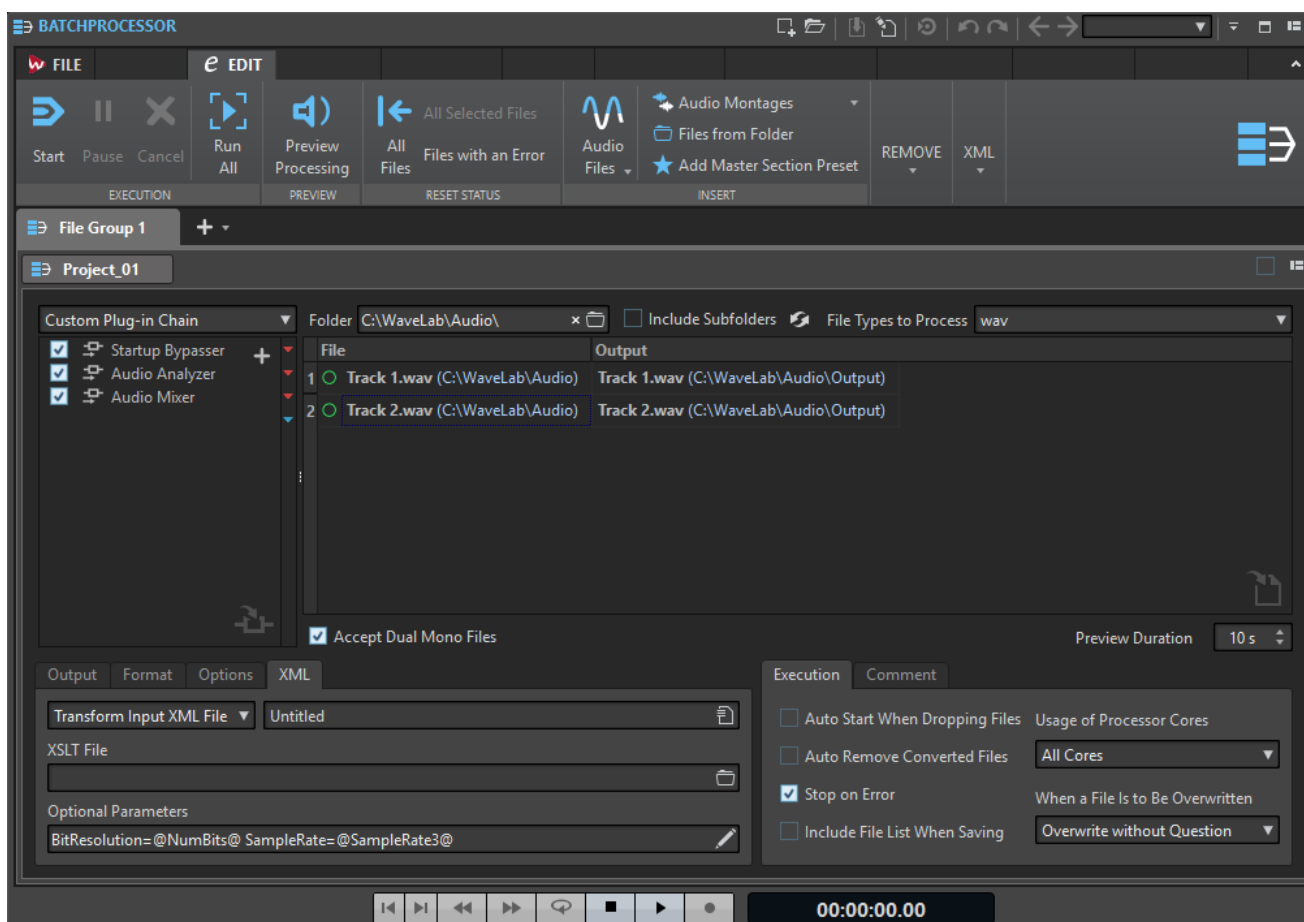 BATCHPROCESSOR
FILE
EDIT
Start
Pause
Cancel
Run
All
EXECUTION
Preview
Processing
PREVIEW
All
Files
All Selected Files
Files with an Error
RESET STATUS
Audio
Files
Audio Montages
Files from Folder
Add Master Section Preset
INSERT
REMOVE
XML
File Group 1
Project_01
Custom Plug-in Chain
Startup Bypasser
Audio Analyzer
Audio Mixer
Folder C:\WaveLab\Audio\ Include Subfolders File Types to Process wav
File Output
1 Track 1.wav (C:\WaveLab\Audio) Track 1.wav (C:\WaveLab\Audio\Output)
2 Track 2.wav (C:\WaveLab\Audio) Track 2.wav (C:\WaveLab\Audio\Output)
Accept Dual Mono Files
Preview Duration 10 s
Output Format Options XML
Transform Input XML File Untitled
XSLT File
Optional Parameters
BitResolution=@NumBits@ SampleRate=@SampleRate3@
Execution Comment
Auto Start When Dropping Files
Auto Remove Converted Files
Stop on Error
Include File List When Saving
Usage of Processor Cores
All Cores
When a File Is to Be Overwritten
Overwrite without Question
00:00:00.00